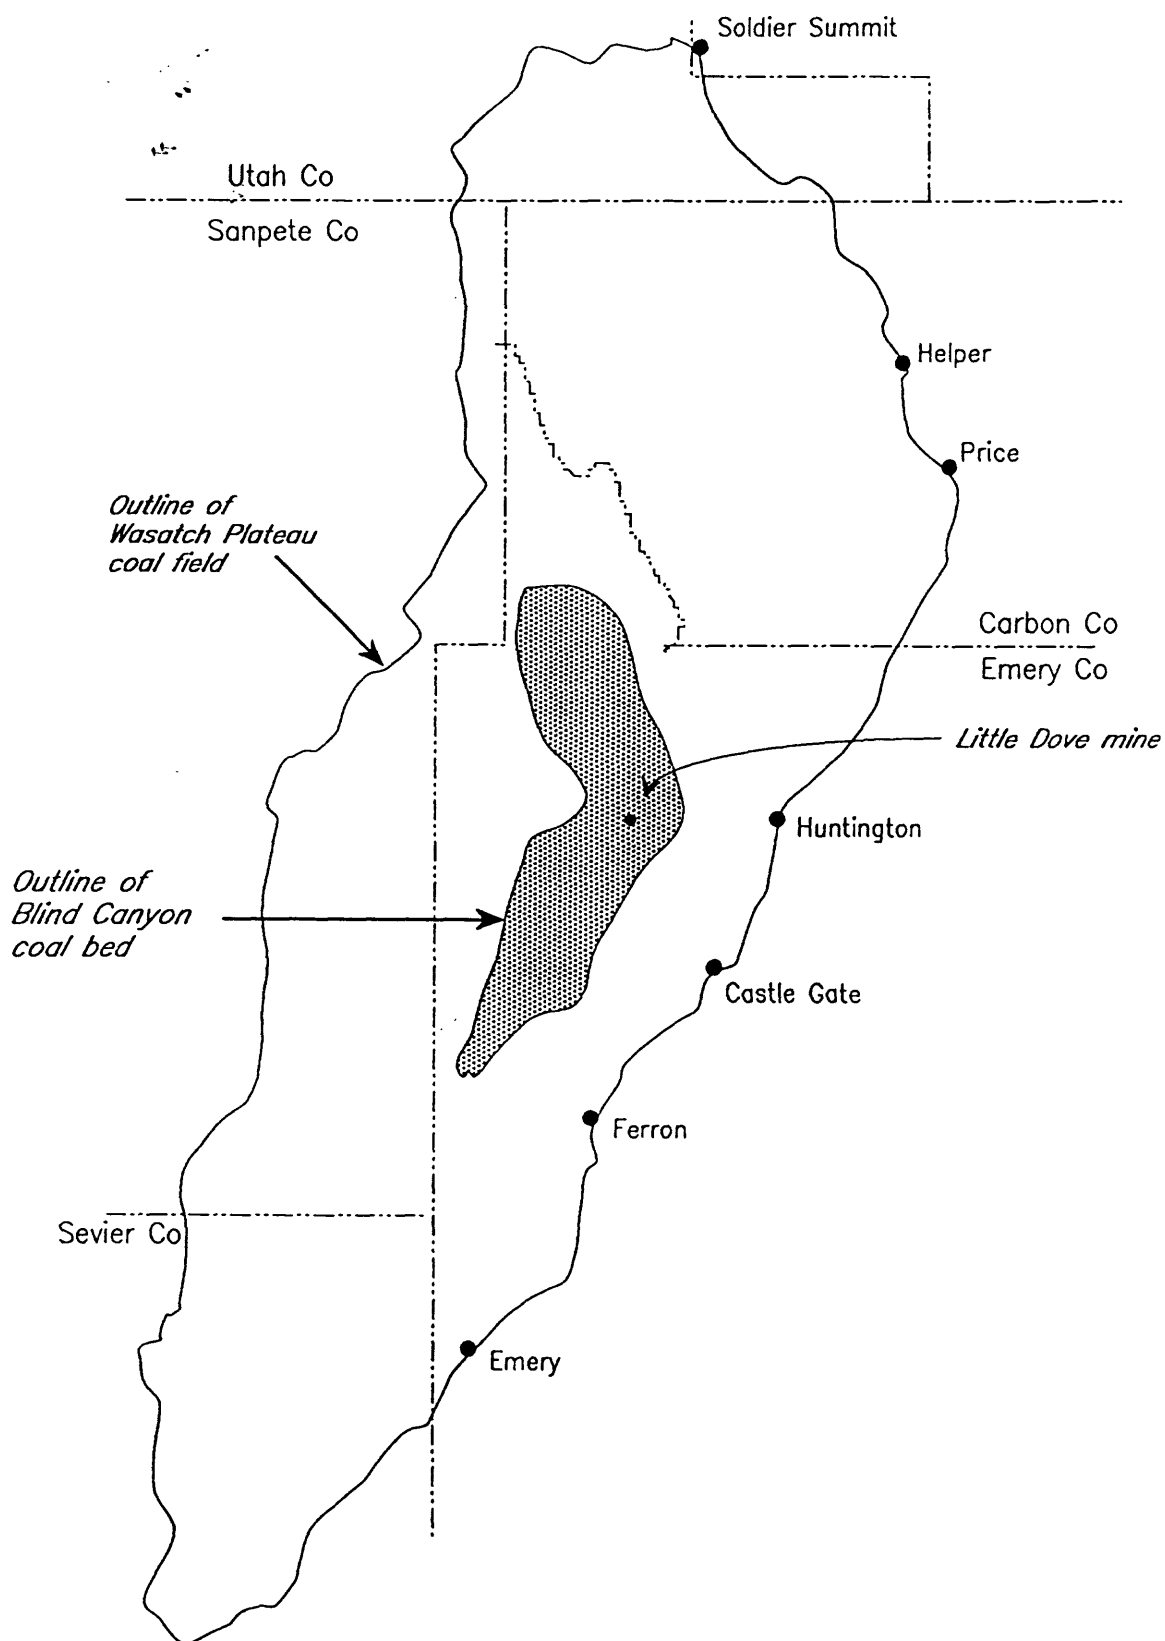 Soldier Summit
Utah Co
Sanpete Co
Helper
Price
Outline of
Wasatch Plateau
coal field
Carbon Co
Emery Co
Little Dove mine
Huntington
Outline of
Blind Canyon
coal bed
Castle Gate
Ferron
Sevier Co
Emery